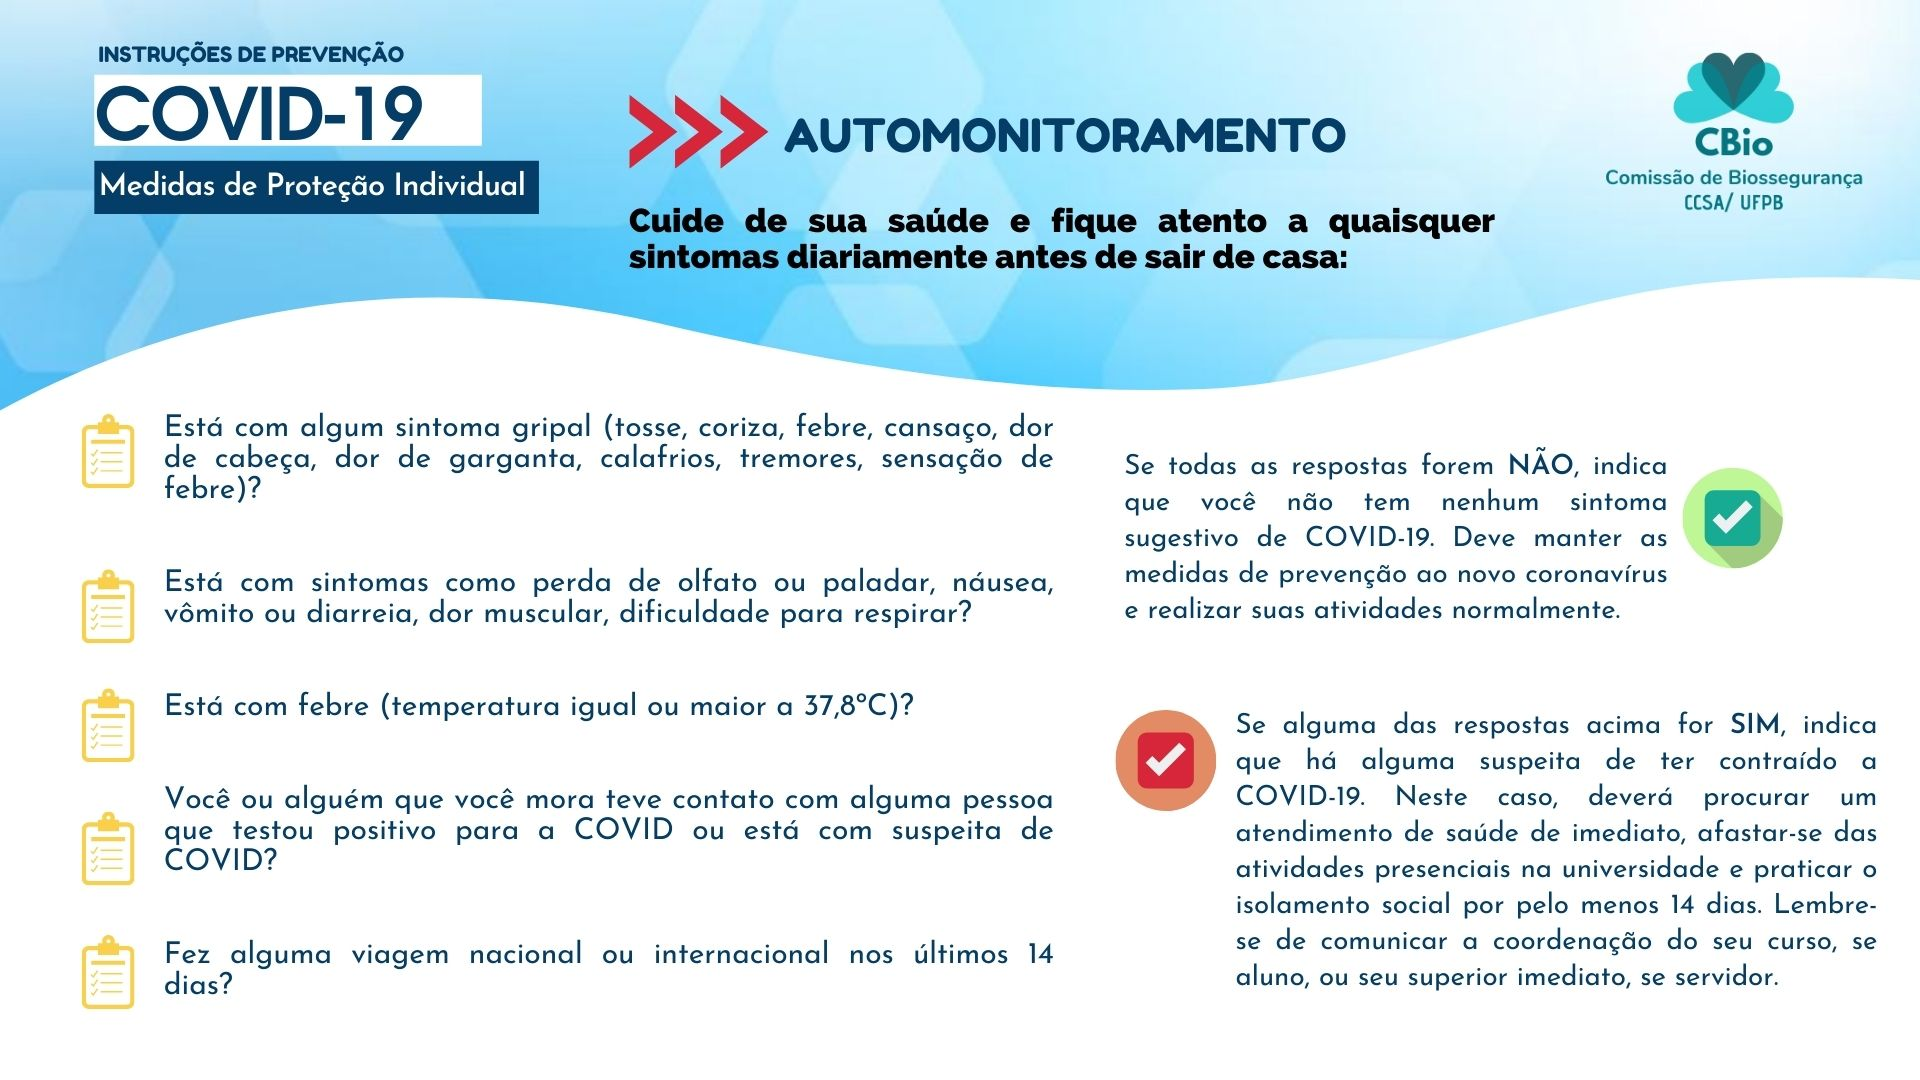 INSTRUÇÕES DE PREVENÇÃO
COVID-19
Medidas de Proteção Individual
AUTOMONITORAMENTO
Cuide de sua saúde e fique atento a quaisquer
sintomas diariamente antes de sair de casa:
CBio
Comissão de Biossegurança
CCSA/ UFPB
Está com algum sintoma gripal (tosse, coriza, febre, cansaço, dor
de cabeça, dor de garganta, calafrios, tremores, sensação de
febre)?
Está com sintomas como perda de olfato ou paladar, náusea,
vômito ou diarreia, dor muscular, dificuldade para respirar?
Está com febre (temperatura igual ou maior a 37,8ºC)?
Você ou alguém que você mora teve contato com alguma pessoa
que testou positivo para a COVID ou está com suspeita de
COVID?
Fez alguma viagem nacional ou internacional nos últimos 14
dias?
Se todas as respostas forem NÃO, indica
que você não tem nenhum sintoma
sugestivo de COVID-19. Deve manter as
medidas de prevenção ao novo coronavírus
e realizar suas atividades normalmente.
Se alguma das respostas acima for SIM, indica
que há alguma suspeita de ter contraído a
COVID-19. Neste caso, deverá procurar um
atendimento de saúde de imediato, afastar-se das
atividades presenciais na universidade e praticar o
isolamento social por pelo menos 14 dias. Lembre-
se de comunicar a coordenação do seu curso, se
aluno, ou seu superior imediato, se servidor.